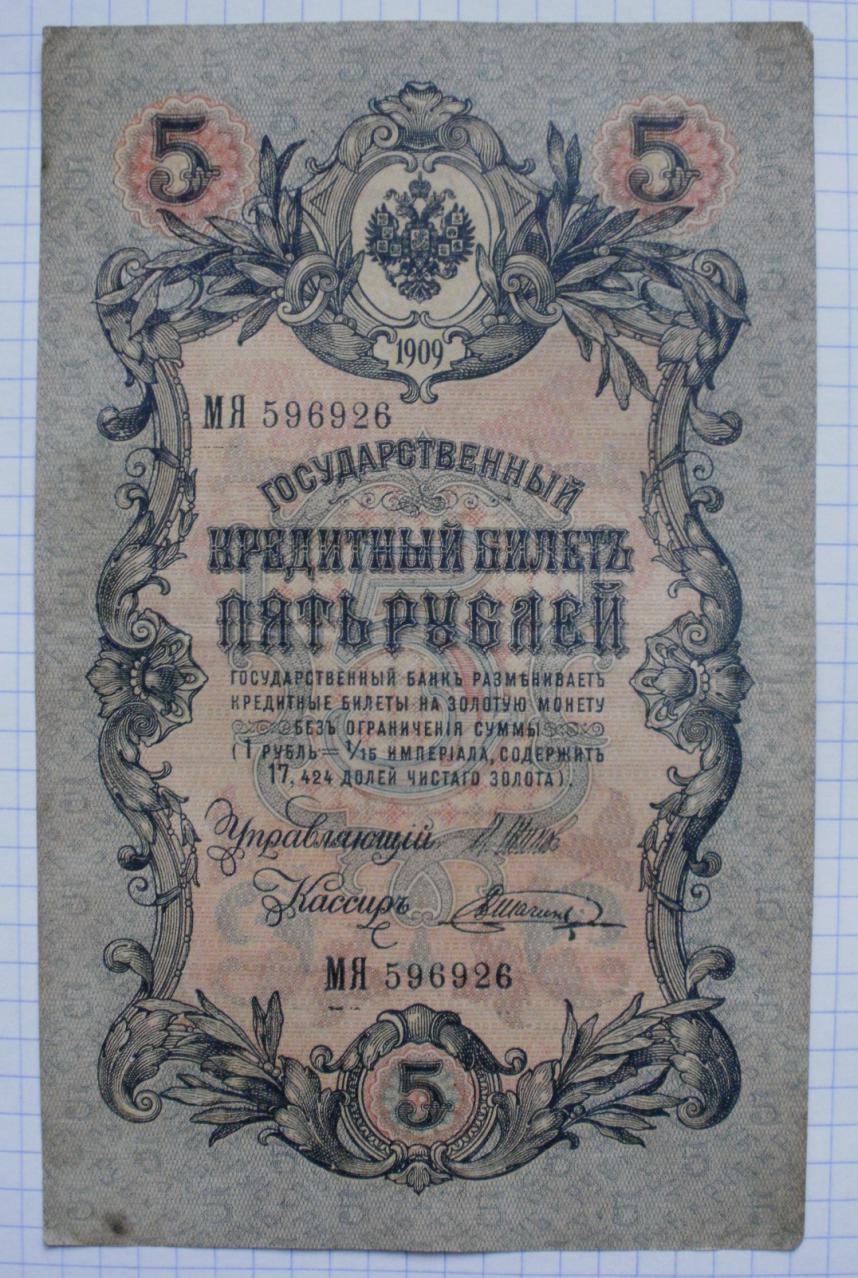 5 5
1909
МЯ 596926
ГОСУДАРСТВЕННЫЙ
КРЕДИТНЫЙ БИЛЕТЪ
ПЯТЬ РУБЛЕЙ
ГОСУДАРСТВЕННЫЙ БАНКЪ РАЗМѢНИВАЕТЪ
КРЕДИТНЫЕ БИЛЕТЫ НА ЗОЛОТУЮ МОНЕТУ
БЕЗЪ ОГРАНИЧЕНІЯ СУММЫ
(1 РУБЛЬ = 1/15 ИМПЕРІАЛА, СОДЕРЖИТЪ
17,424 ДОЛЕЙ ЧИСТАГО ЗОЛОТА).
Управляющій
Кассиръ
МЯ 596926
5